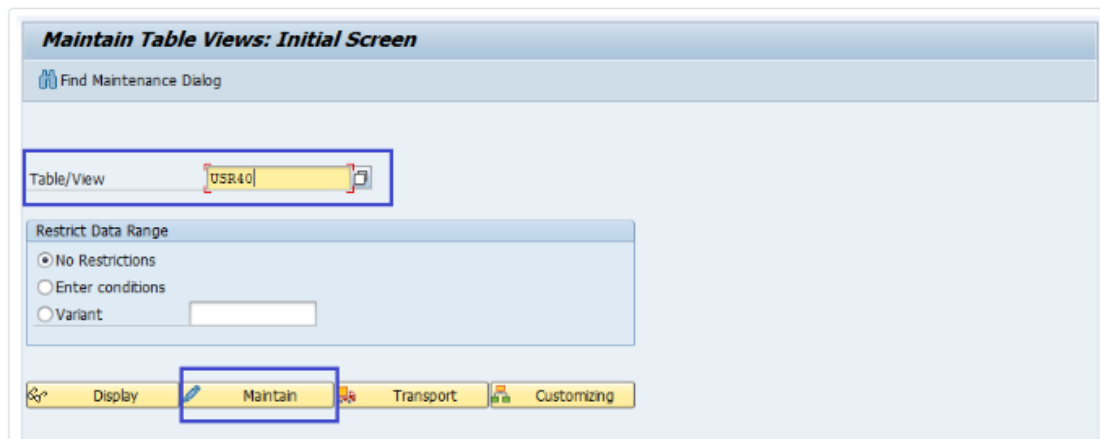 Maintain Table Views: Initial Screen
Find Maintenance Dialog
Table/View USR40
Restrict Data Range
No Restrictions
Enter conditions
Variant
Display Maintain Transport Customizing